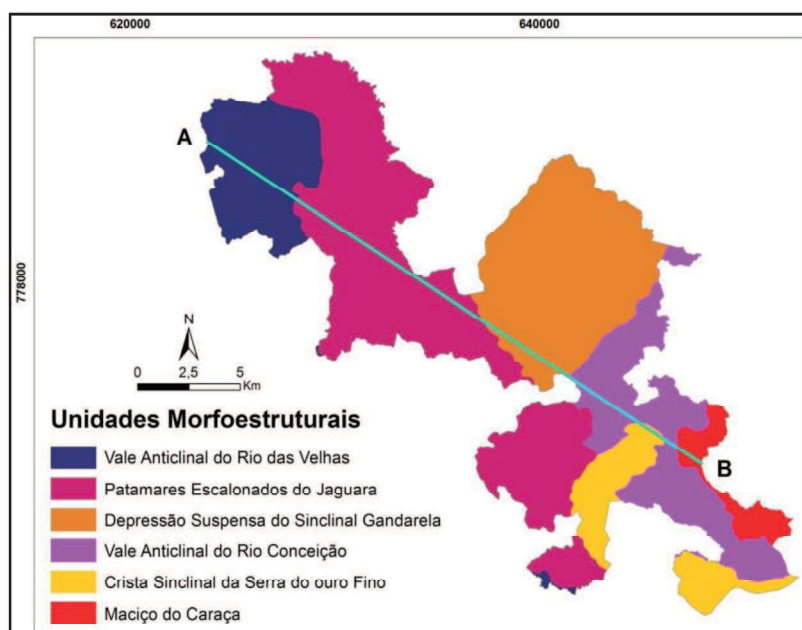 620000 640000
A
778000
N
0 2,5 5
Km
B
Unidades Morfoestruturais
Vale Anticlinal do Rio das Velhas
Patamares Escalonados do Jaguara
Depressão Suspensa do Sinclinal Gandarela
Vale Anticlinal do Rio Conceição
Crista Sinclinal da Serra do ouro Fino
Maciço do Caraça